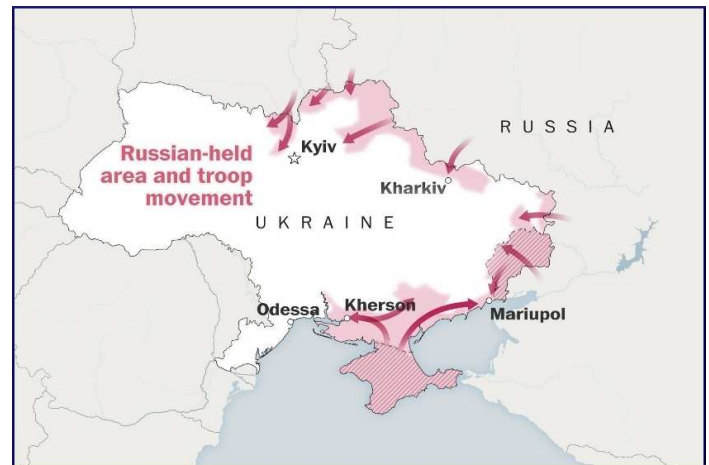 RUSSIA
Kyiv
Russian-held
area and troop
movement
Kharkiv
UKRAINE
Odessa
Kherson
Mariupol